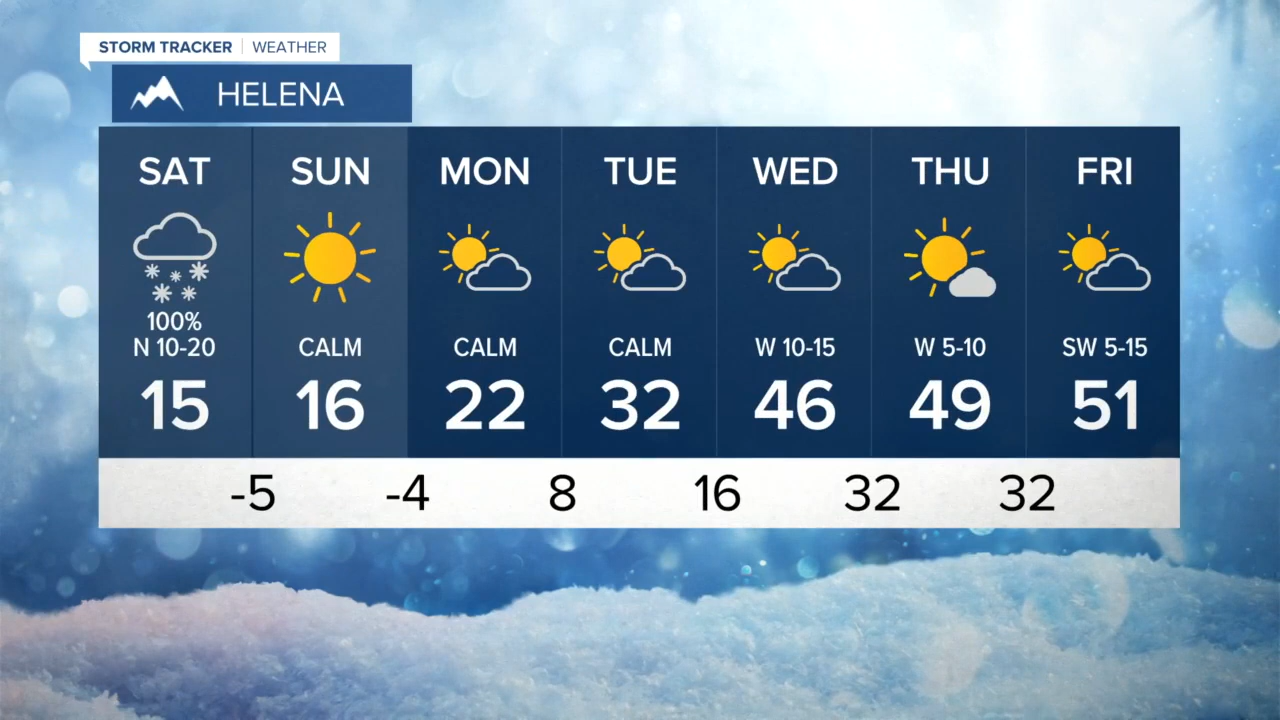 STORM TRACKER | WEATHER
HELENA
SAT SUN MON TUE WED THU FRI
100%
N 10-20 CALM CALM CALM W 10-15 W 5-10 SW 5-15
15 16 22 32 46 49 51
-5 -4 8 16 32 32